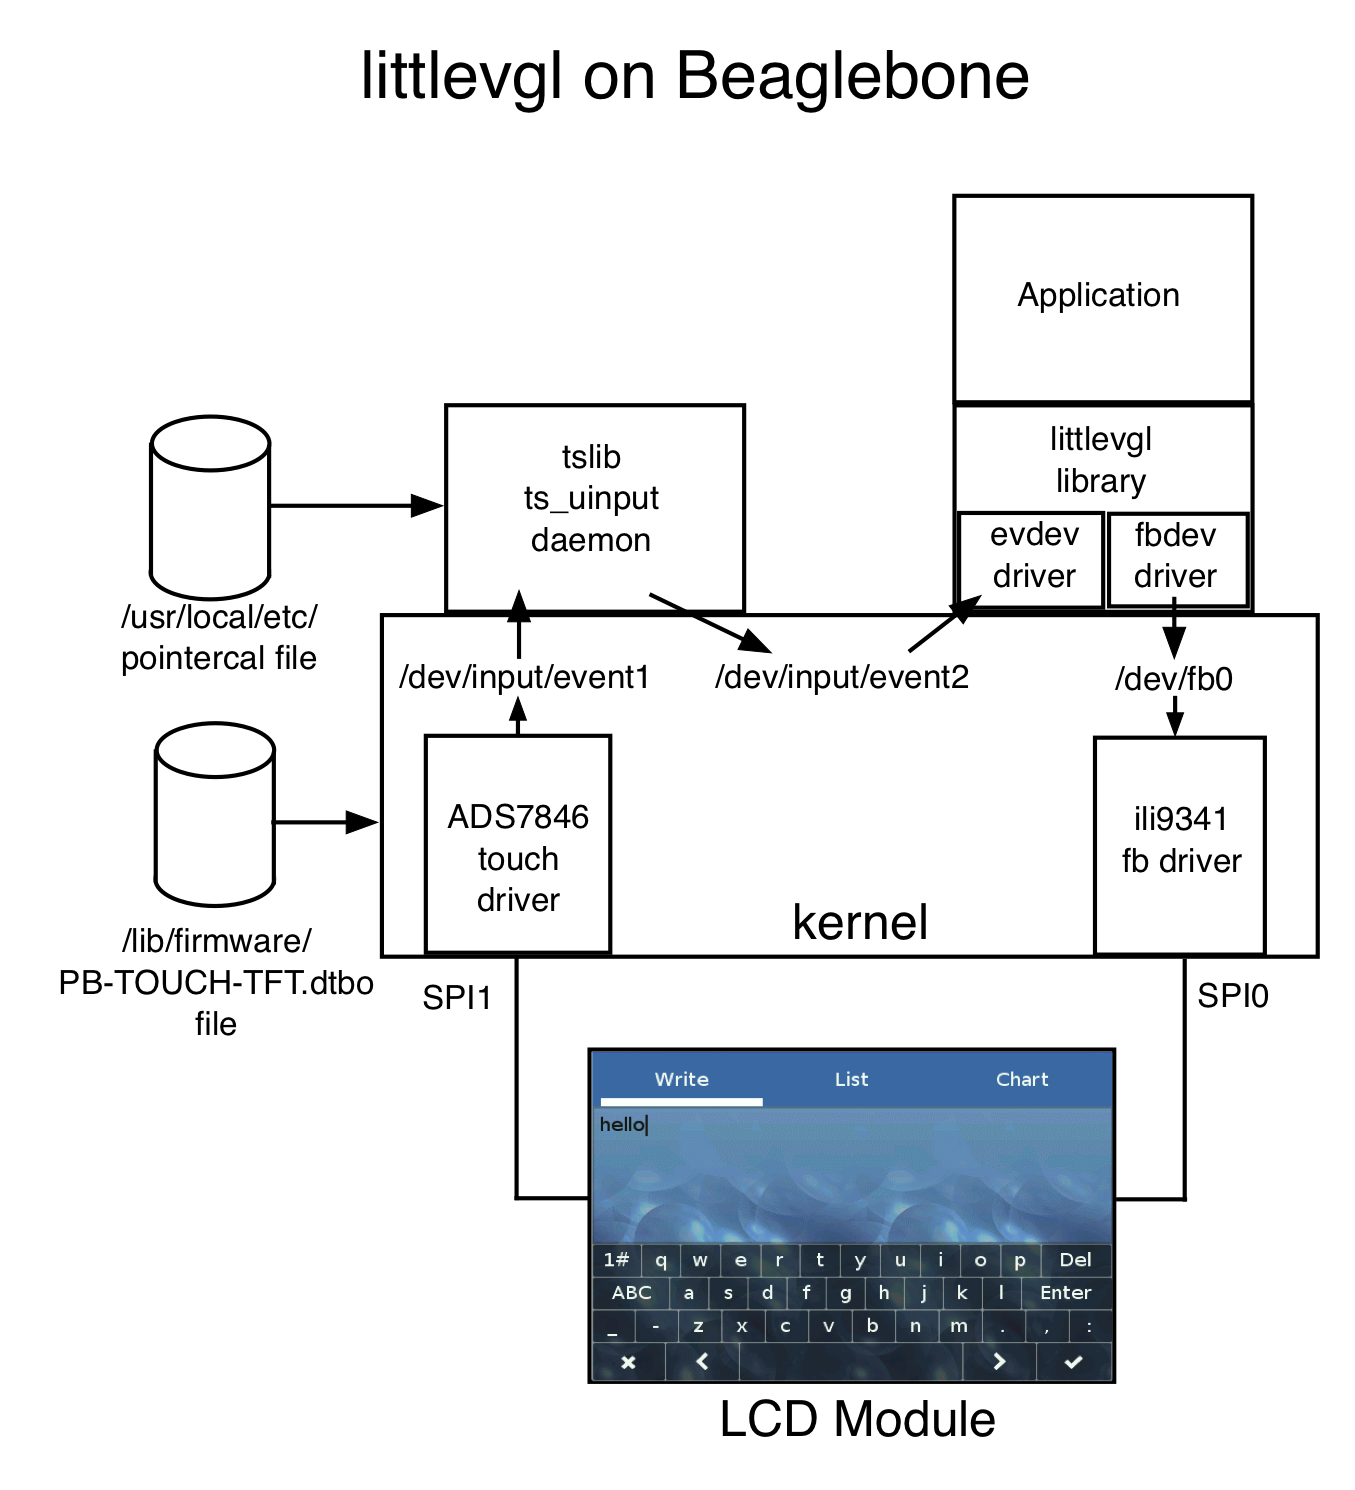 littlevgl on Beaglebone
Application
littlevgl
library
evdev
driver
fbdev
driver
tslib
ts_uinput
daemon
/usr/local/etc/
pointercal file
/dev/input/event1
/dev/input/event2
/dev/fb0
ADS7846
touch
driver
ili9341
fb driver
kernel
/lib/firmware/
PB-TOUCH-TFT.dtbo
file
SPI1
SPI0
Write List Chart
hello
1# q w e r t y u i o p Del
ABC a s d f g h j k l Enter
_ - z x c v b n m . , :
LCD Module